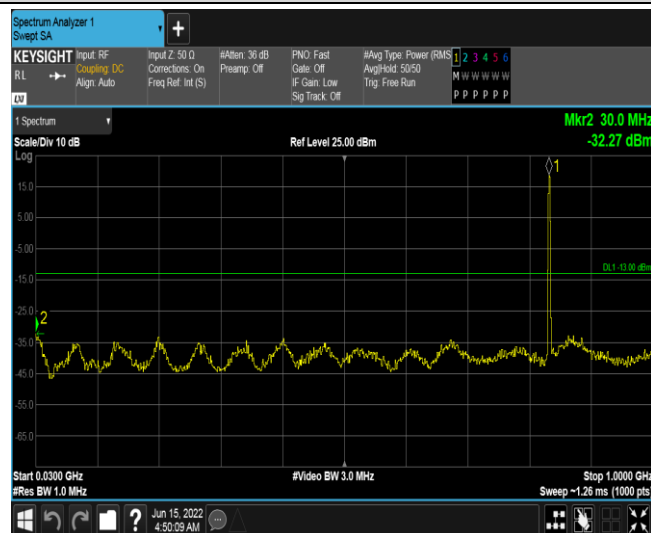 Spectrum Analyzer 1
Swept SA
+
KEYSIGHT
RL
LXI
Input: RF
Coupling: DC
Align: Auto
Input Z: 50 Ω
Corrections: On
Freq Ref: Int (S)
#Atten: 36 dB
Preamp: Off
PNO: Fast
Gate: Off
IF Gain: Low
Sig Track: Off
#Avg Type: Power (RMS
Avg|Hold: 50/50
Trig: Free Run
1 2 3 4 5 6
M W W W W W
P P P P P P
1 Spectrum
Scale/Div 10 dB
Ref Level 25.00 dBm
Mkr2 30.0 MHz
-32.27 dBm
Log
1
15.0
5.00
-5.00
DL1 -13.00 dBm
-15.0
-25.0
2
-35.0
-45.0
-55.0
-65.0
Start 0.0300 GHz
#Video BW 3.0 MHz
Stop 1.0000 GHz
#Res BW 1.0 MHz
Sweep ~1.26 ms (1000 pts)
?
Jun 15, 2022
4:50:09 AM